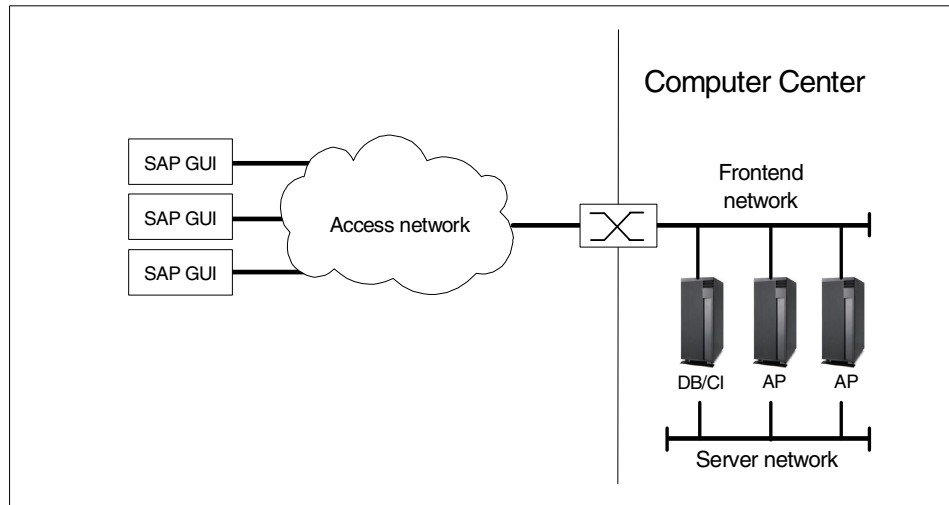 Computer Center
SAP GUI
SAP GUI
SAP GUI
Access network
Frontend
network
DB/CI
AP
AP
Server network